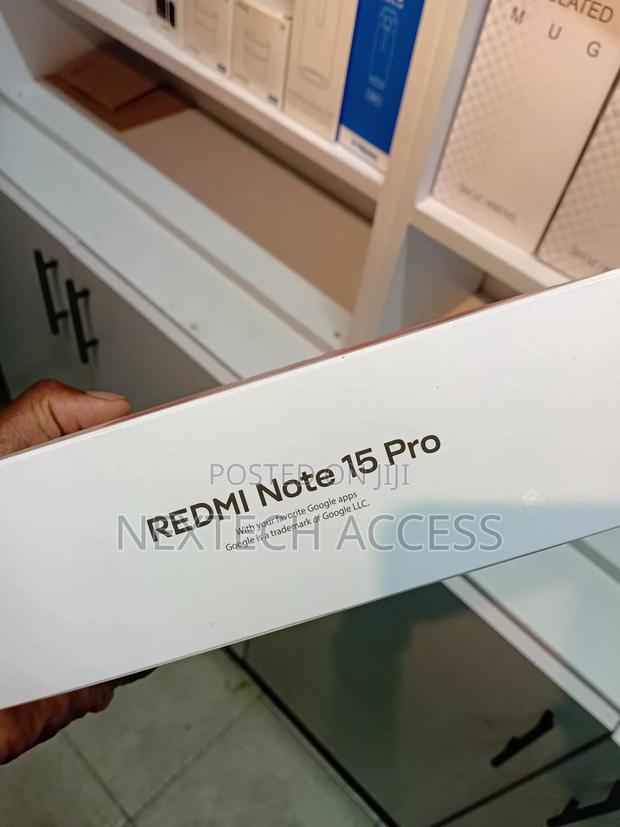 ULATED
MUG
REDMI Note 15 Pro
With your favorite Google apps
Google is a trademark of Google LLC.
POSTED ON JIJI
NEXTECH ACCESS